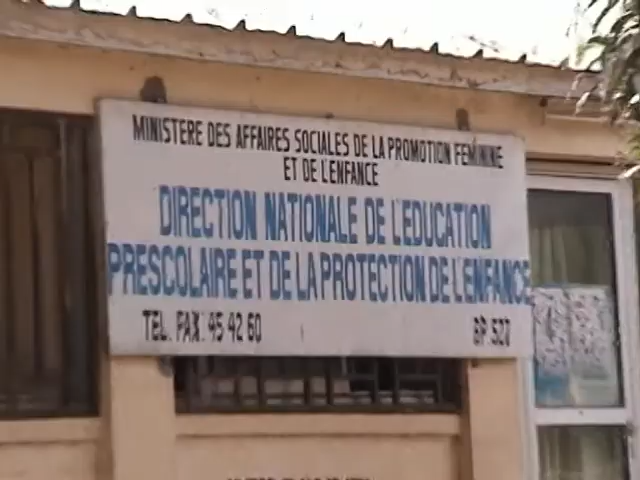 MINISTERE DES AFFAIRES SOCIALES DE LA PROMOTION FEMININE
ET DE L'ENFANCE
DIRECTION NATIONALE DE L'EDUCATION
PRESCOLAIRE ET DE LA PROTECTION DE L'ENFANCE
TEL. FAX. 45 42 60
BP. 527